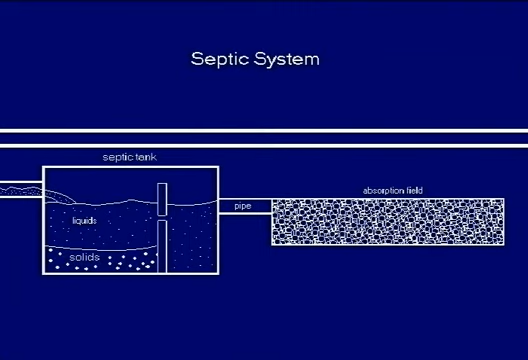 Septic System
septic tank
absorption field
pipe
liquids
solids